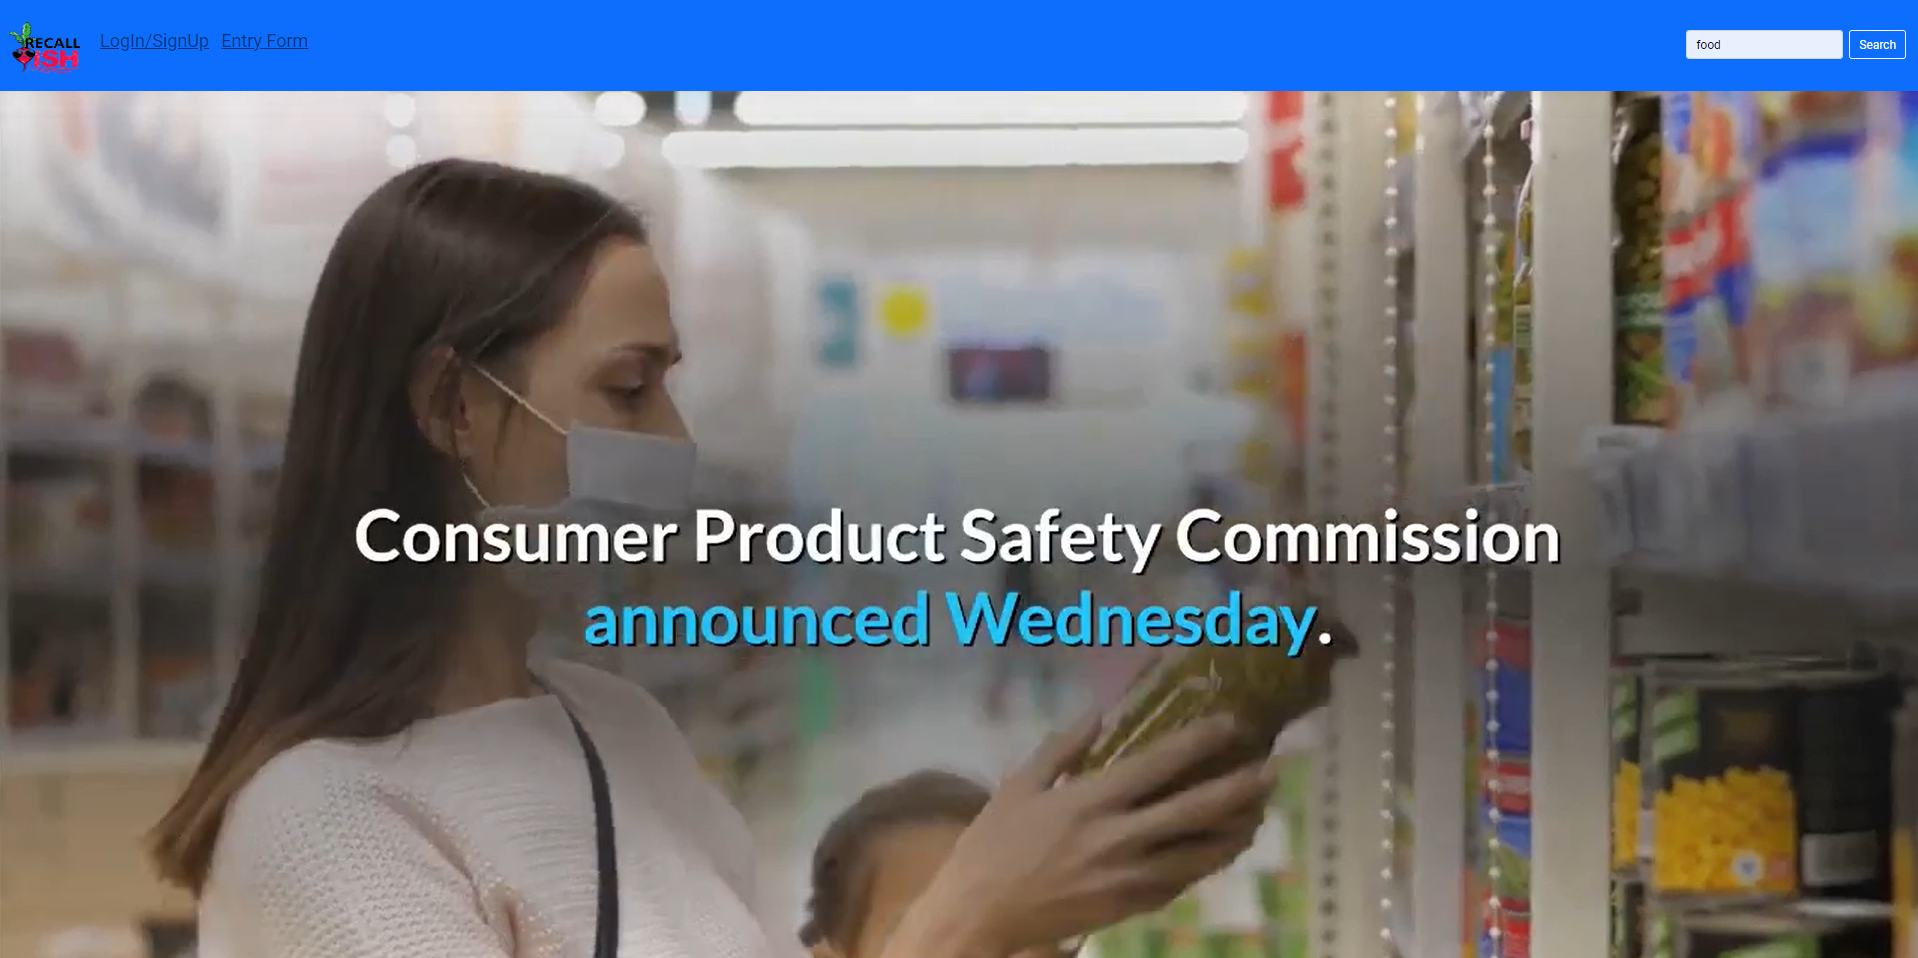 RECALL
iSH
LogIn/SignUp Entry Form
food
Search
Consumer Product Safety Commission
announced Wednesday.